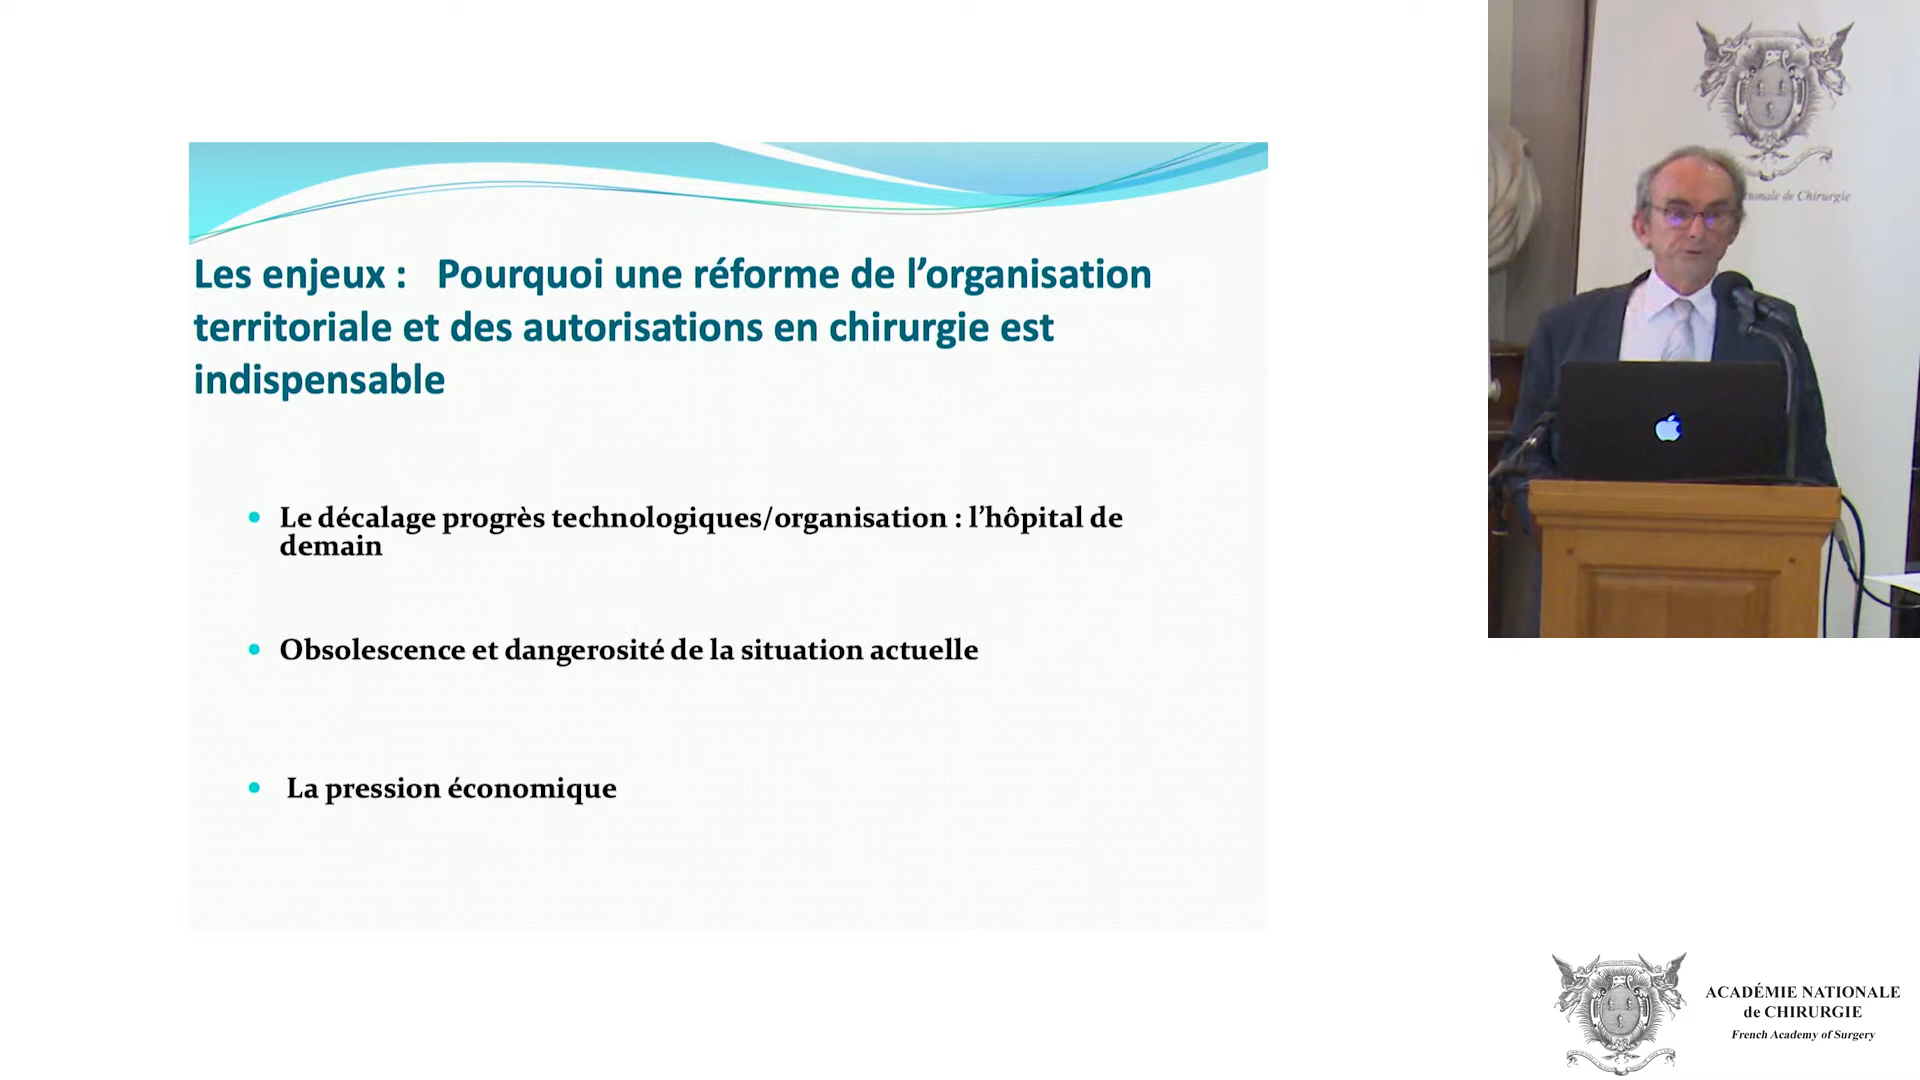 Les enjeux : Pourquoi une réforme de l’organisation
territoriale et des autorisations en chirurgie est
indispensable
• Le décalage progrès technologiques/organisation : l’hôpital de
demain
• Obsolescence et dangerosité de la situation actuelle
• La pression économique
de Chirurgie
ACADÉMIE NATIONALE
de CHIRURGIE
French Academy of Surgery